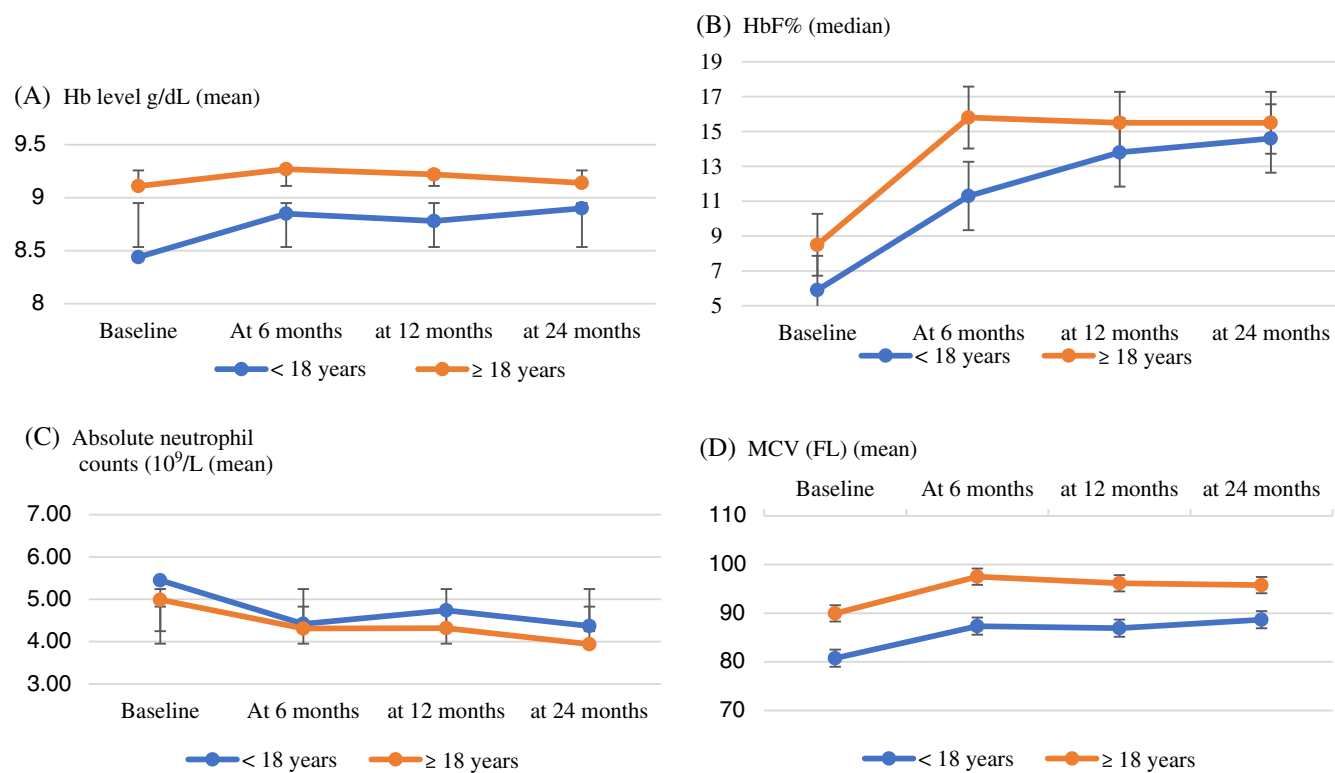 (A) Hb level g/dL (mean)
9.5
9
8.5
8
Baseline At 6 months at 12 months at 24 months
< 18 years ≥ 18 years
(B) HbF% (median)
19
17
15
13
11
9
7
5
Baseline At 6 months at 12 months at 24 months
< 18 years ≥ 18 years
(C) Absolute neutrophil
counts (10⁹/L (mean)
7.00
6.00
5.00
4.00
3.00
Baseline At 6 months at 12 months at 24 months
< 18 years ≥ 18 years
(D) MCV (FL) (mean)
Baseline At 6 months at 12 months at 24 months
110
100
90
80
70
< 18 years ≥ 18 years